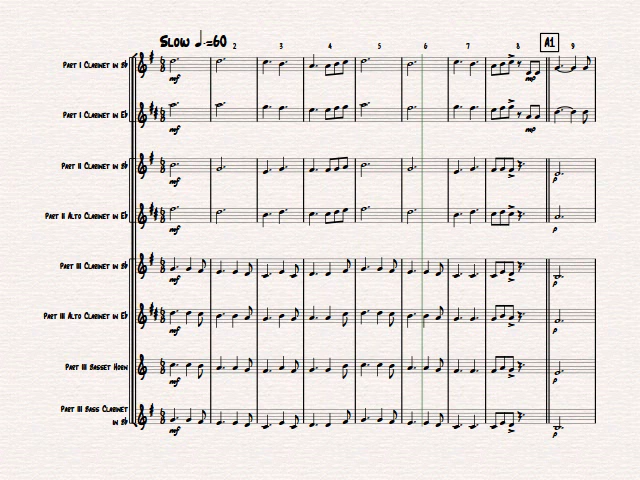 Slow ♩.=60
2 3 4 5 6 7 8 A1 9
Part I Clarinet in B♭
mf
mp
Part I Clarinet in E♭
mf
mp
Part II Clarinet in B♭
mf
p
Part II Alto Clarinet in E♭
mf
p
Part III Clarinet in B♭
mf
p
Part III Alto Clarinet in E♭
mf
p
Part III Basset Horn
mf
p
Part III Bass Clarinet
in B♭
mf
p